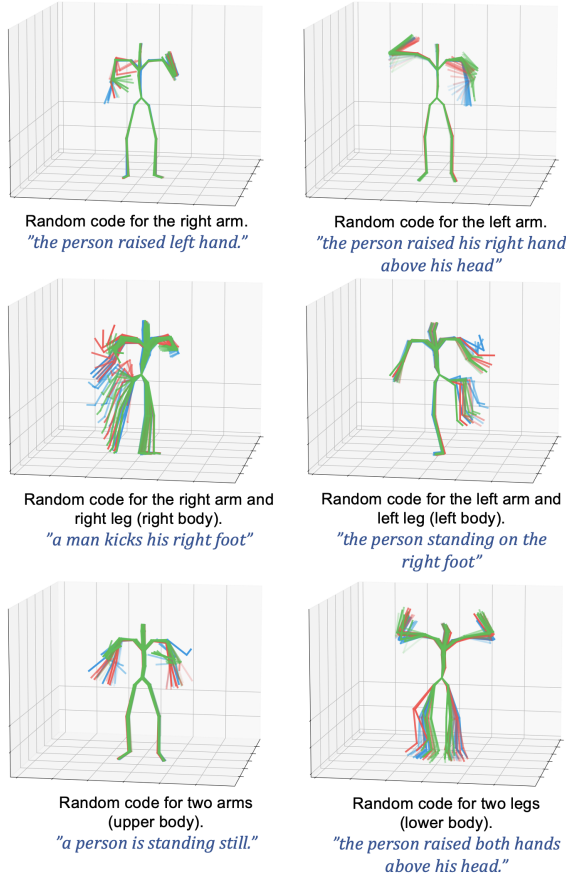 Random code for the right arm.
”the person raised left hand.”
Random code for the left arm.
”the person raised his right hand
above his head”
Random code for the right arm and
right leg (right body).
”a man kicks his right foot”
Random code for the left arm and
left leg (left body).
”the person standing on the
right foot”
Random code for two arms
(upper body).
”a person is standing still.”
Random code for two legs
(lower body).
”the person raised both hands
above his head.”